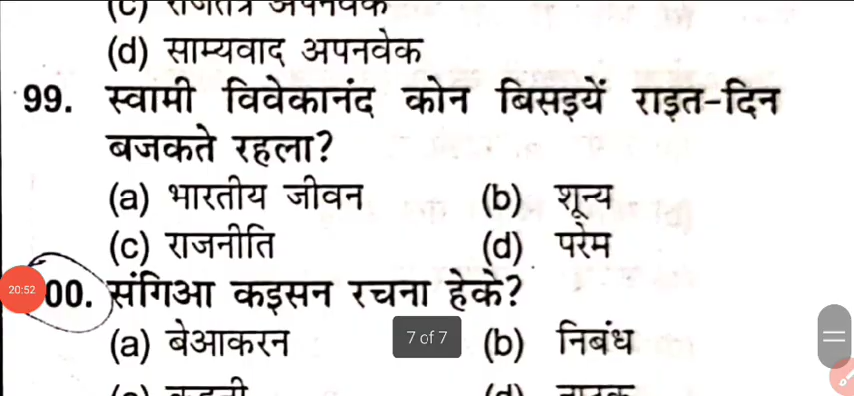 (d) साम्यवाद अपनवेक
99. स्वामी विवेकानंद कोन बिसइयें राइत-दिन
बजकते रहला?
(a) भारतीय जीवन (b) शून्य
(c) राजनीति (d) परेम
20:52 00. संगिआ कइसन रचना हेके?
(a) बेआकरन 7 of 7 (b) निबंध